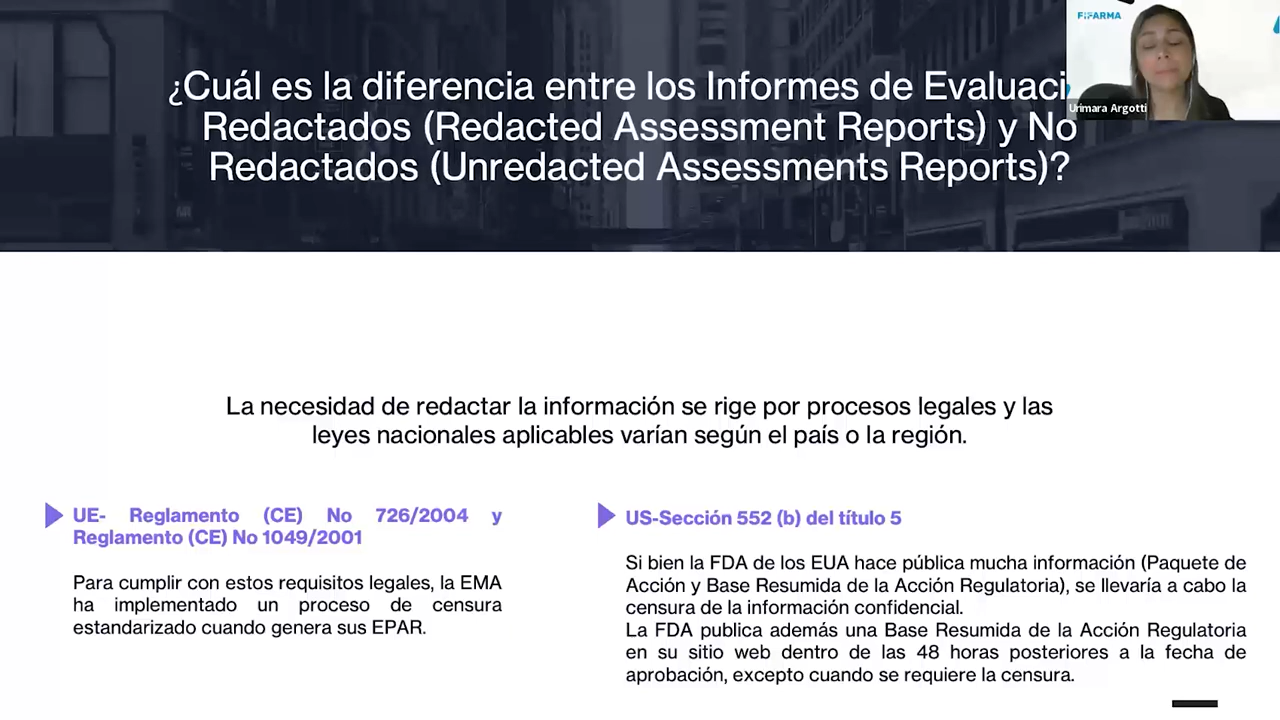 ¿Cuál es la diferencia entre los Informes de Evaluaci
Redactados (Redacted Assessment Reports) y No
Redactados (Unredacted Assessments Reports)?
FIFARMA
Urimara Argotti
La necesidad de redactar la información se rige por procesos legales y las
leyes nacionales aplicables varían según el país o la región.
UE- Reglamento (CE) No 726/2004 y
Reglamento (CE) No 1049/2001
Para cumplir con estos requisitos legales, la EMA
ha implementado un proceso de censura
estandarizado cuando genera sus EPAR.
US-Sección 552 (b) del título 5
Si bien la FDA de los EUA hace pública mucha información (Paquete de
Acción y Base Resumida de la Acción Regulatoria), se llevaría a cabo la
censura de la información confidencial.
La FDA publica además una Base Resumida de la Acción Regulatoria
en su sitio web dentro de las 48 horas posteriores a la fecha de
aprobación, excepto cuando se requiere la censura.